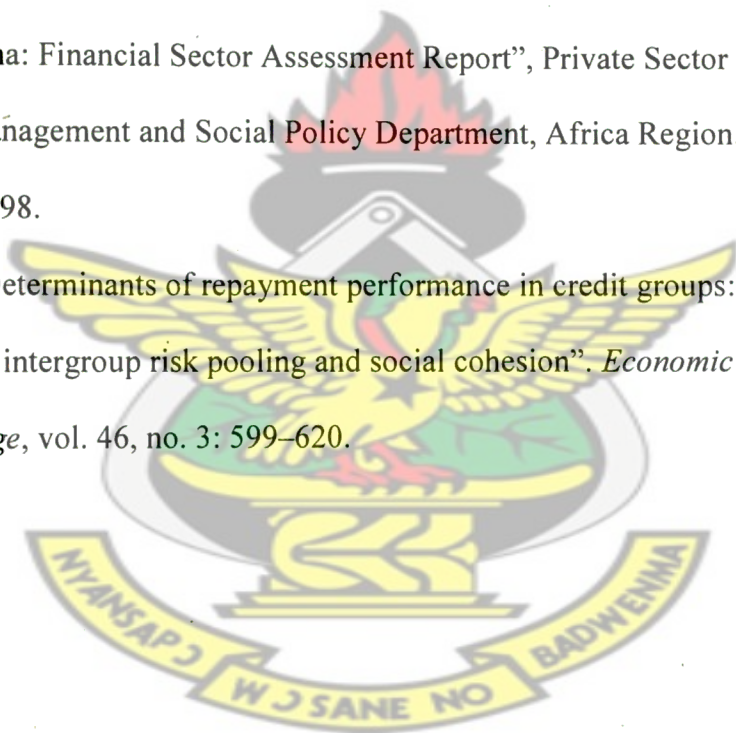 na: Financial Sector Assessment Report”, Private Sector
nagement and Social Policy Department, Africa Region.
98.
eterminants of repayment performance in credit groups:
intergroup risk pooling and social cohesion”. Economic
ge, vol. 46, no. 3: 599–620.
NYANSAPƆ
WƆSANE NO
BADWENMA